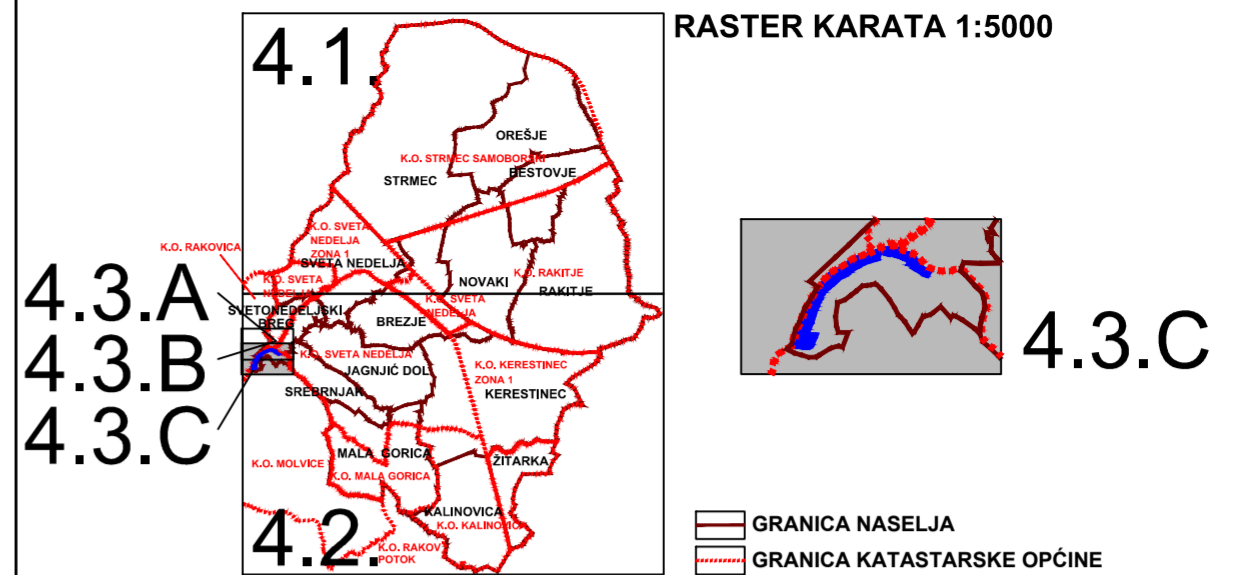 RASTER KARATA 1:5000
4.1.
OREŠJE
K.O. STRMEC SAMOBORSKI
BESTOVJE
STRMEC
K.O. SVETA
NEDELJA
ZONA 1
K.O. RAKOVICA
SVETA NEDELJA
K.O. SVETA
NEDELJA
NOVAKI
K.O. RAKITJE
RAKITJE
4.3.A
SVETONEDELJSKI
BREG
K.O. SVETA
NEDELJA
BREZJE
4.3.B
K.O. SVETA NEDELJA
JAGNJIĆ DOL
K.O. KERESTINEC
ZONA 1
KERESTINEC
SREBRNJAK
4.3.C
4.3.C
MALA GORICA
ŽITARKA
K.O. MOLVICE
K.O. MALA GORICA
KALINOVICA
K.O. KALINOVICA
4.2.
K.O. RAKOV
POTOK
GRANICA NASELJA
GRANICA KATASTARSKE OPĆINE